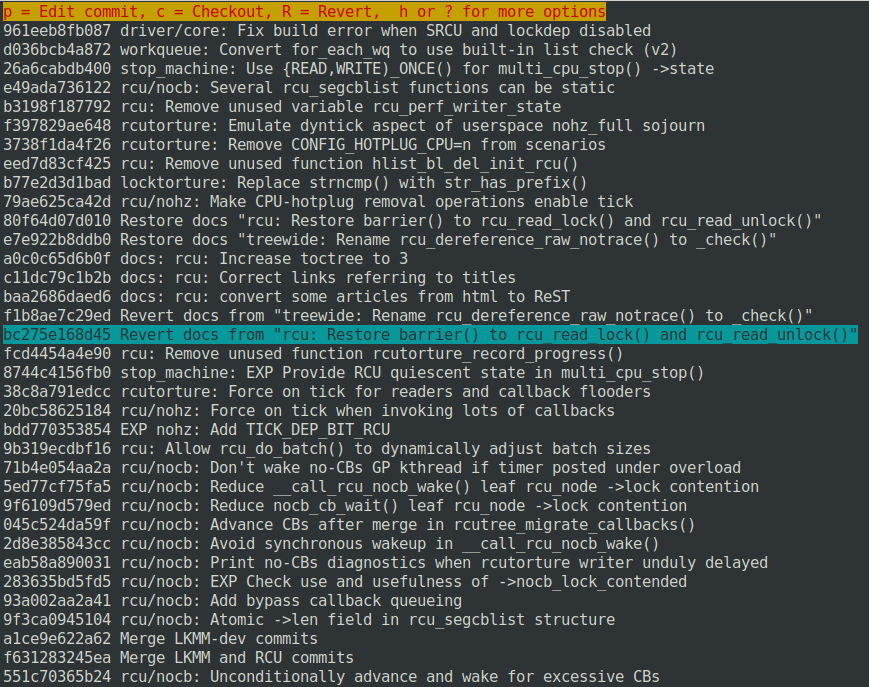 p = Edit commit, c = Checkout, R = Revert,  h or ? for more options
961eeb8fb087 driver/core: Fix build error when SRCU and lockdep disabled
d036bcb4a872 workqueue: Convert for_each_wq to use built-in list check (v2)
26a6cabdb400 stop_machine: Use {READ,WRITE)_ONCE() for multi_cpu_stop() ->state
e49ada736122 rcu/nocb: Several rcu_segcblist functions can be static
b3198f187792 rcu: Remove unused variable rcu_perf_writer_state
f397829ae648 rcutorture: Emulate dyntick aspect of userspace nohz_full sojourn
3738f1da4f26 rcutorture: Remove CONFIG_HOTPLUG_CPU=n from scenarios
eed7d83cf425 rcu: Remove unused function hlist_bl_del_init_rcu()
b77e2d3d1bad locktorture: Replace strncmp() with str_has_prefix()
79ae625ca42d rcu/nohz: Make CPU-hotplug removal operations enable tick
80f64d07d010 Restore docs "rcu: Restore barrier() to rcu_read_lock() and rcu_read_unlock()"
e7e922b8ddb0 Restore docs "treewide: Rename rcu_dereference_raw_notrace() to _check()"
a0c0c65d6b0f docs: rcu: Increase toctree to 3
c11dc79c1b2b docs: rcu: Correct links referring to titles
baa2686daed6 docs: rcu: convert some articles from html to ReST
f1b8ae7c29ed Revert docs from "treewide: Rename rcu_dereference_raw_notrace() to _check()"
bc275e168d45 Revert docs from "rcu: Restore barrier() to rcu_read_lock() and rcu_read_unlock()"
fcd4454a4e90 rcu: Remove unused function rcutorture_record_progress()
8744c4156fb0 stop_machine: EXP Provide RCU quiescent state in multi_cpu_stop()
38c8a791edcc rcutorture: Force on tick for readers and callback flooders
20bc58625184 rcu/nohz: Force on tick when invoking lots of callbacks
bdd770353854 EXP nohz: Add TICK_DEP_BIT_RCU
9b319ecdbf16 rcu: Allow rcu_do_batch() to dynamically adjust batch sizes
71b4e054aa2a rcu/nocb: Don't wake no-CBs GP kthread if timer posted under overload
5ed77cf75fa5 rcu/nocb: Reduce __call_rcu_nocb_wake() leaf rcu_node ->lock contention
9f6109d579ed rcu/nocb: Reduce nocb_cb_wait() leaf rcu_node ->lock contention
045c524da59f rcu/nocb: Advance CBs after merge in rcutree_migrate_callbacks()
2d8e385843cc rcu/nocb: Avoid synchronous wakeup in __call_rcu_nocb_wake()
eab58a890031 rcu/nocb: Print no-CBs diagnostics when rcutorture writer unduly delayed
283635bd5fd5 rcu/nocb: EXP Check use and usefulness of ->nocb_lock_contended
93a002aa2a41 rcu/nocb: Add bypass callback queueing
9f3ca0945104 rcu/nocb: Atomic ->len field in rcu_segcblist structure
a1ce9e622a62 Merge LKMM-dev commits
f631283245ea Merge LKMM and RCU commits
551c70365b24 rcu/nocb: Unconditionally advance and wake for excessive CBs